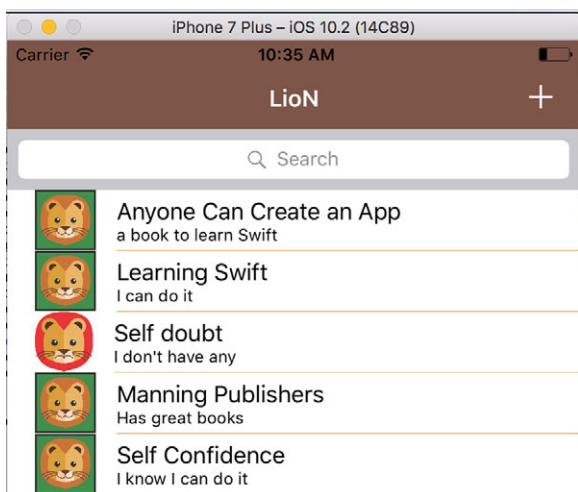 iPhone 7 Plus – iOS 10.2 (14C89)
Carrier 10:35 AM
LioN +
Search
Anyone Can Create an App
a book to learn Swift
Learning Swift
I can do it
Self doubt
I don't have any
Manning Publishers
Has great books
Self Confidence
I know I can do it